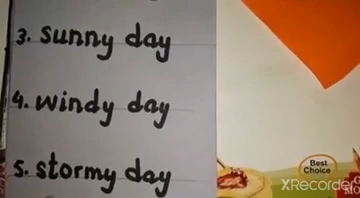 3. sunny day
4. windy day
5. stormy day
Best
Choice
XRecorder